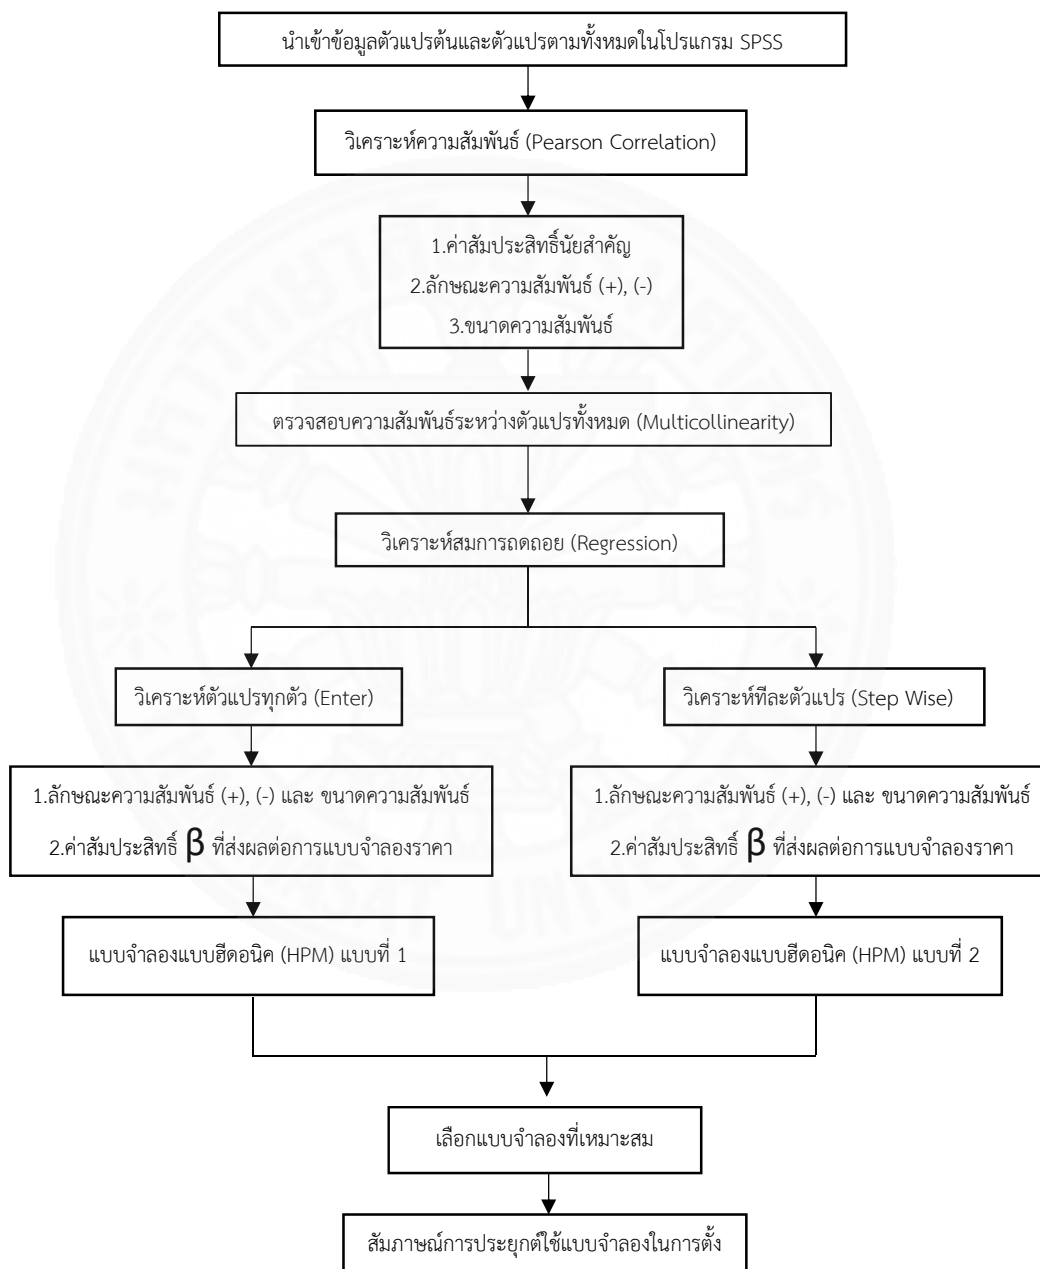 นำเข้าข้อมูลตัวแปรต้นและตัวแปรตามทั้งหมดในโปรแกรม SPSS
วิเคราะห์ความสัมพันธ์ (Pearson Correlation)
1.ค่าสัมประสิทธิ์นัยสำคัญ
2.ลักษณะความสัมพันธ์ (+), (-)
3.ขนาดความสัมพันธ์
ตรวจสอบความสัมพันธ์ระหว่างตัวแปรทั้งหมด (Multicollinearity)
วิเคราะห์สมการถดถอย (Regression)
วิเคราะห์ตัวแปรทุกตัว (Enter)
วิเคราะห์ทีละตัวแปร (Step Wise)
1.ลักษณะความสัมพันธ์ (+), (-) และ ขนาดความสัมพันธ์
2.ค่าสัมประสิทธิ์ β ที่ส่งผลต่อการแบบจำลองราคา
1.ลักษณะความสัมพันธ์ (+), (-) และ ขนาดความสัมพันธ์
2.ค่าสัมประสิทธิ์ β ที่ส่งผลต่อการแบบจำลองราคา
แบบจำลองแบบฮีดอนิค (HPM) แบบที่ 1
แบบจำลองแบบฮีดอนิค (HPM) แบบที่ 2
เลือกแบบจำลองที่เหมาะสม
สัมภาษณ์การประยุกต์ใช้แบบจำลองในการตั้ง